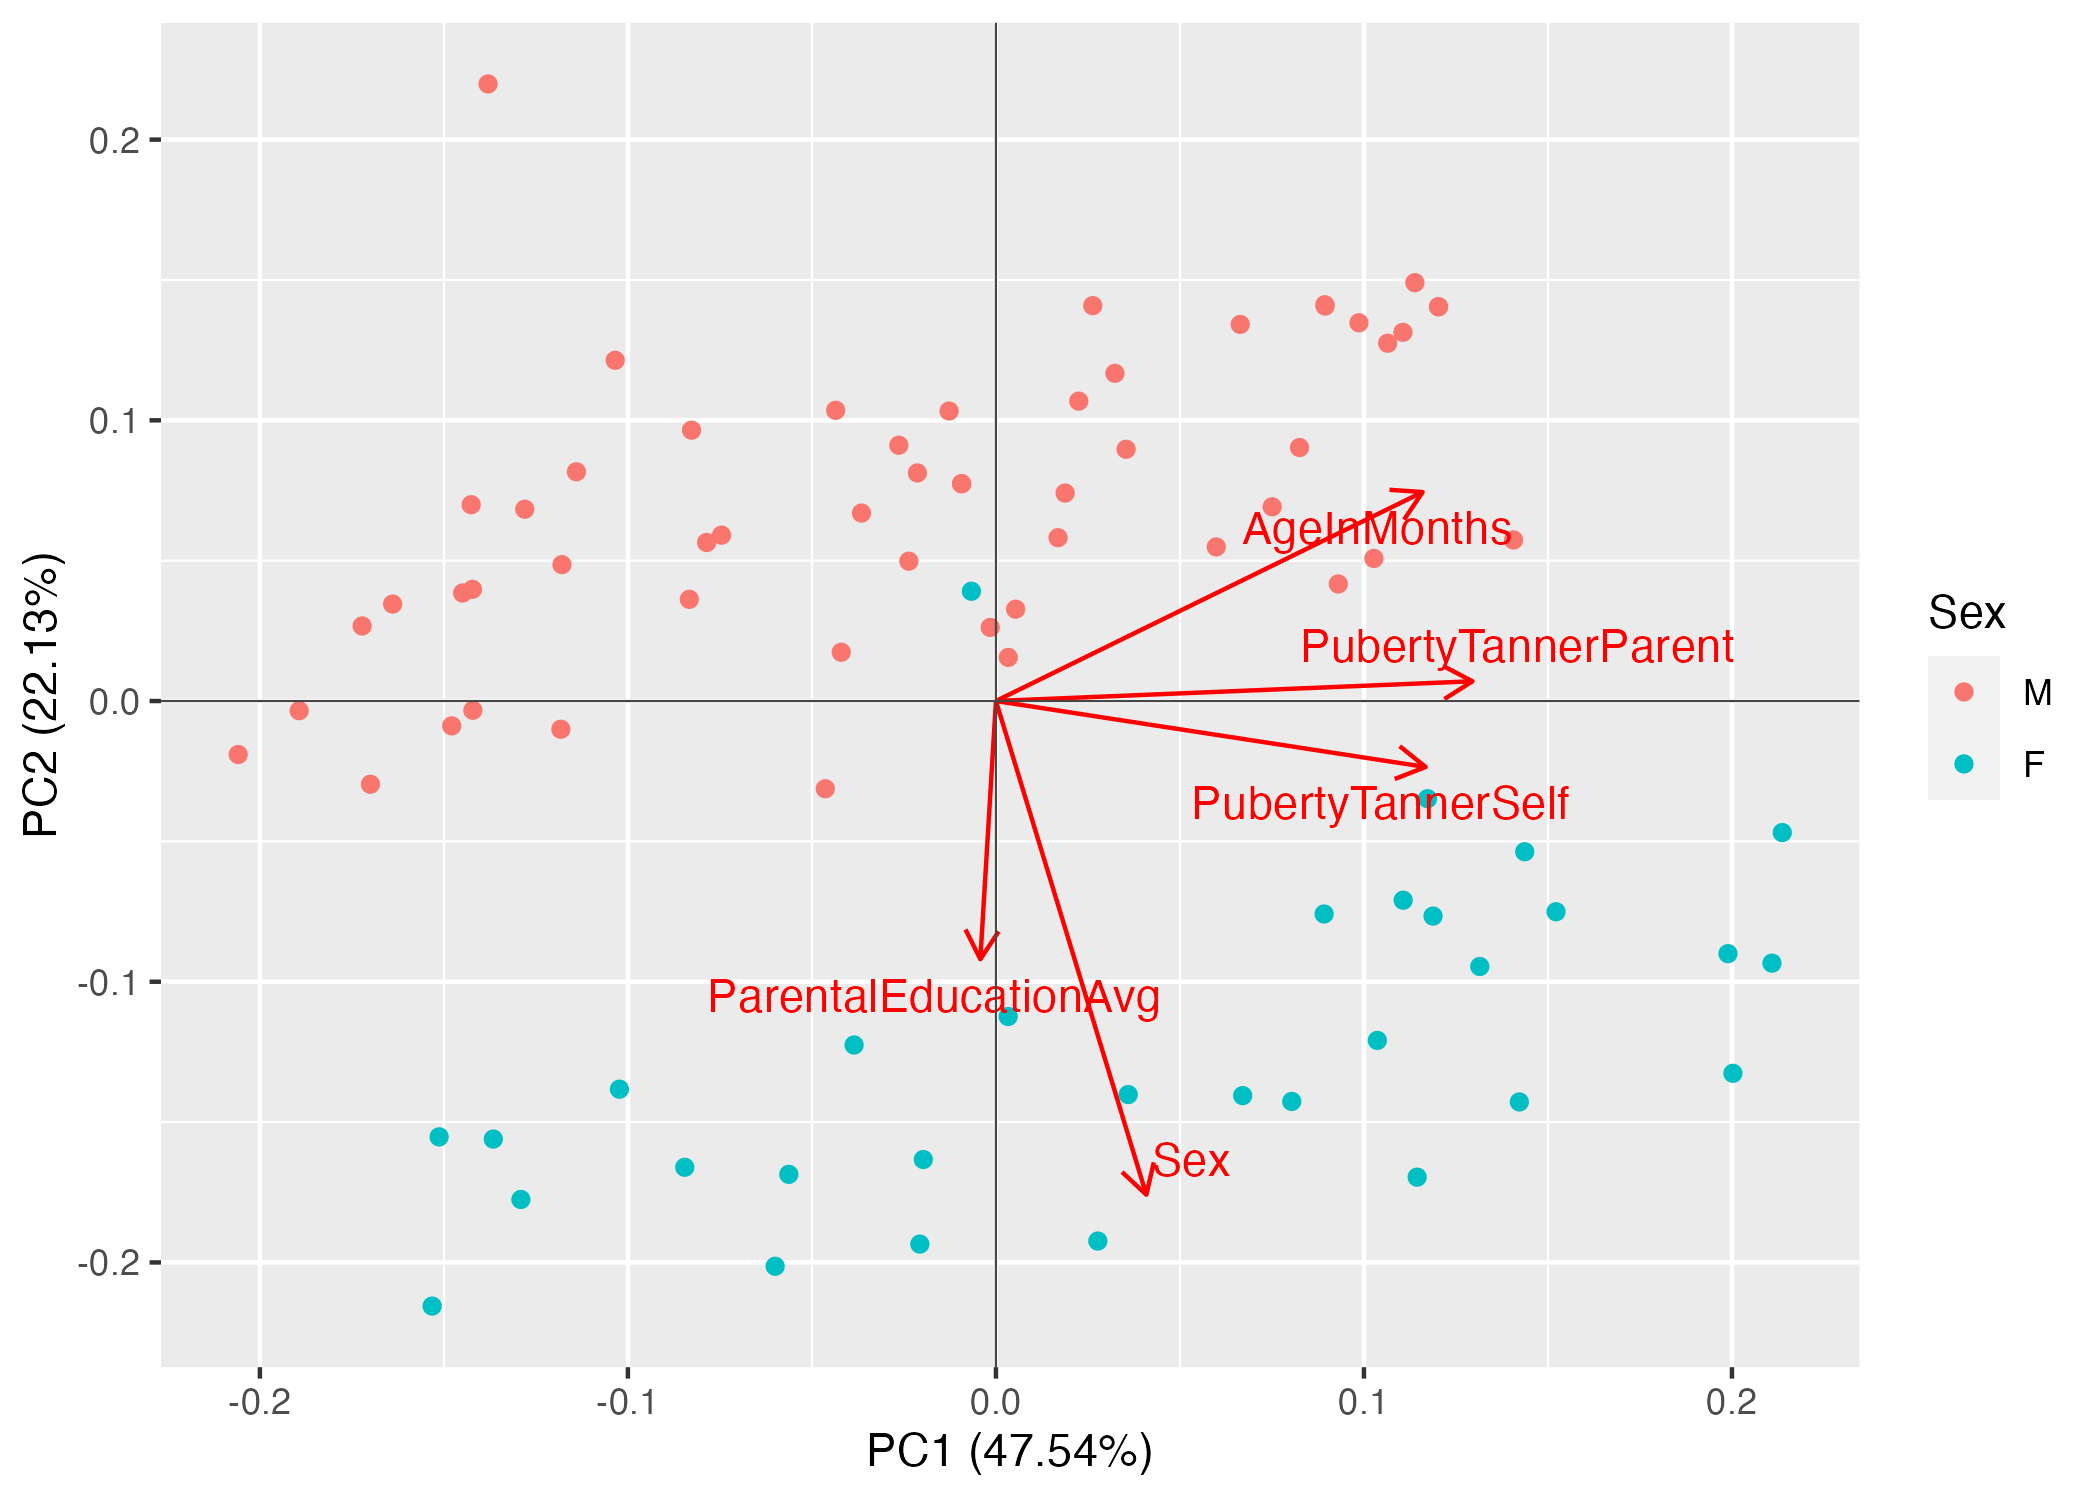 0.2
0.1
0.0
-0.1
-0.2
PC2 (22.13%)
AgeInMonths
PubertyTannerParent
PubertyTannerSelf
ParentalEducationAvg
Sex
-0.2
-0.1
0.0
0.1
0.2
PC1 (47.54%)
Sex
M
F